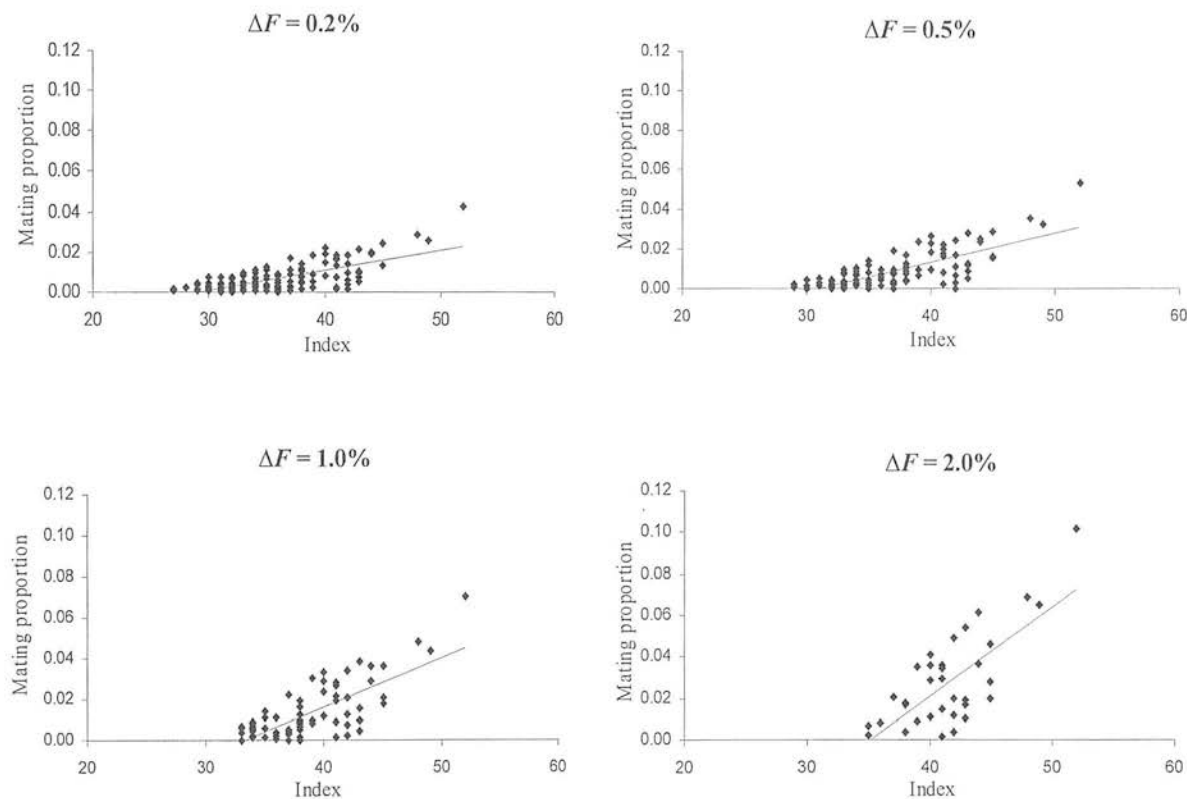 ΔF = 0.2%
0.12
0.10
0.08
0.06
0.04
0.02
0.00
Mating proportion
20 30 40 50 60
Index
ΔF = 0.5%
0.12
0.10
0.08
0.06
0.04
0.02
0.00
Mating proportion
20 30 40 50 60
Index
ΔF = 1.0%
0.12
0.10
0.08
0.06
0.04
0.02
0.00
Mating proportion
20 30 40 50 60
Index
ΔF = 2.0%
0.12
0.10
0.08
0.06
0.04
0.02
0.00
Mating proportion
20 30 40 50 60
Index